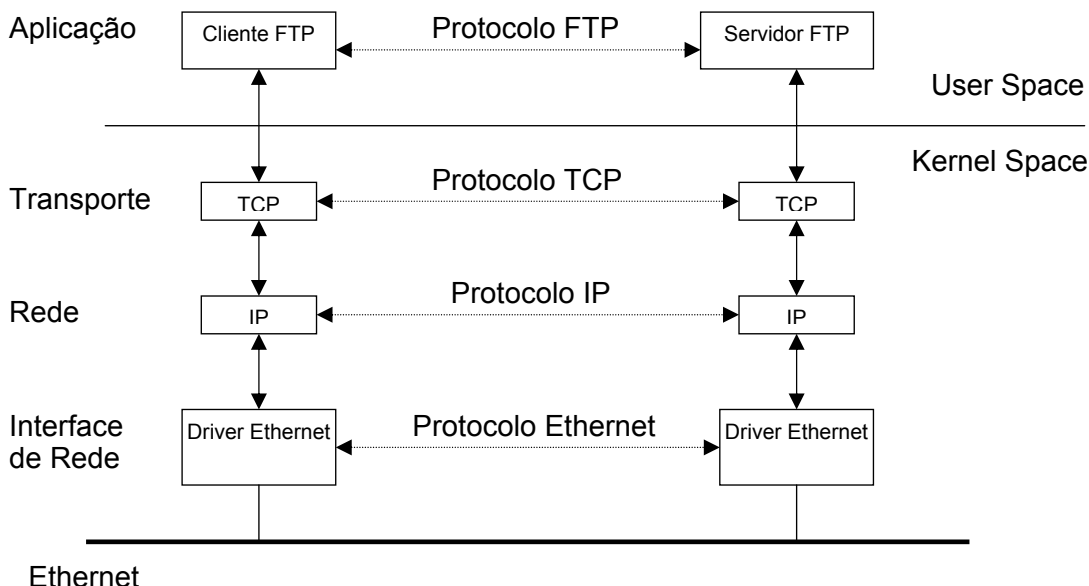 Aplicação
Cliente FTP
Protocolo FTP
Servidor FTP
User Space
Kernel Space
Transporte
TCP
Protocolo TCP
TCP
Rede
IP
Protocolo IP
IP
Interface
de Rede
Driver Ethernet
Protocolo Ethernet
Driver Ethernet
Ethernet